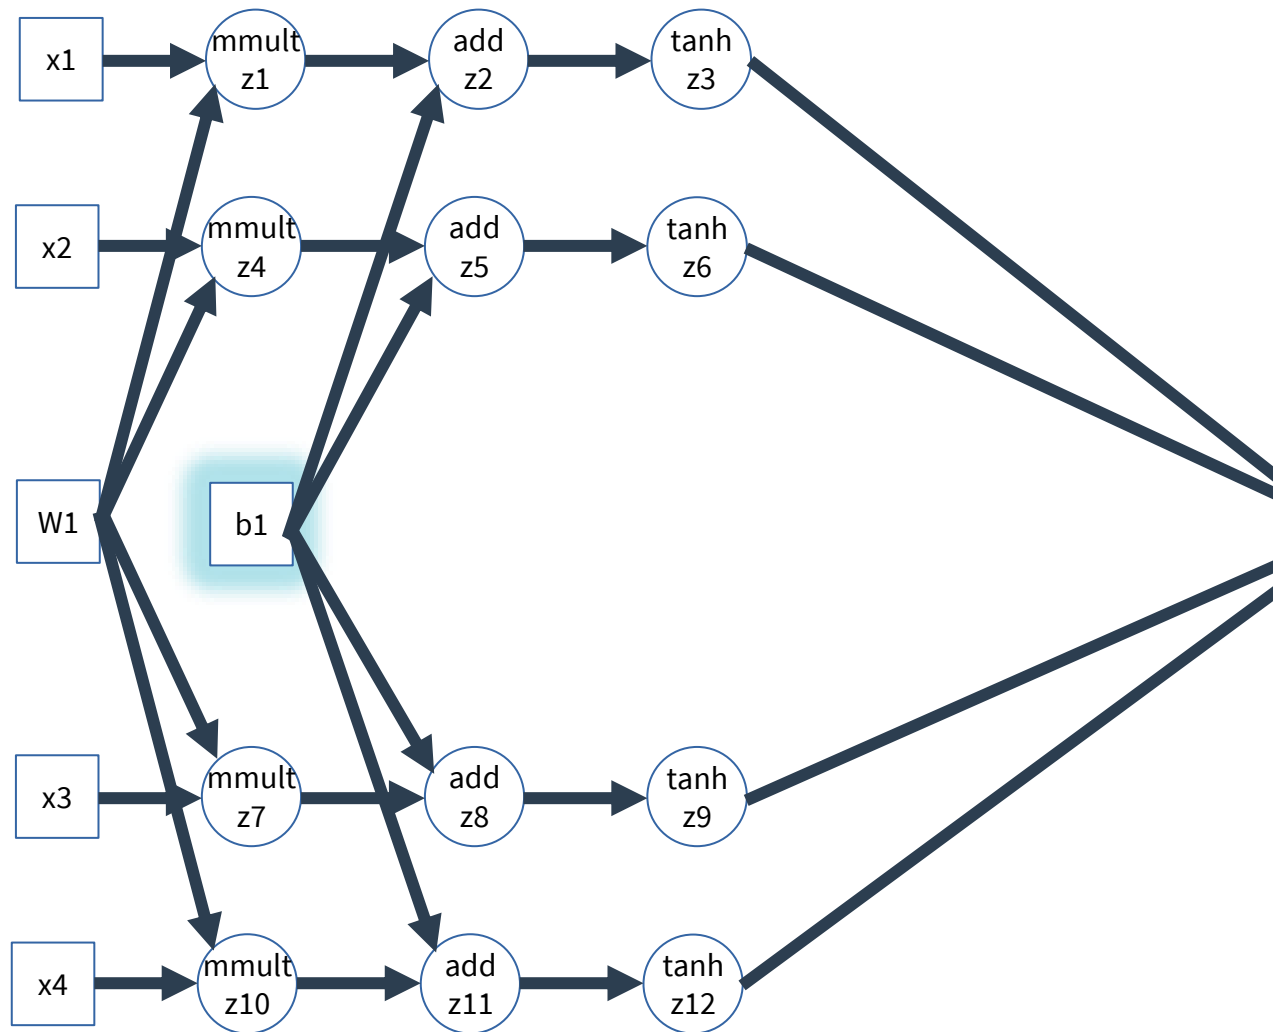 x1
mmult
z1
add
z2
tanh
z3
x2
mmult
z4
add
z5
tanh
z6
W1
b1
x3
mmult
z7
add
z8
tanh
z9
x4
mmult
z10
add
z11
tanh
z12